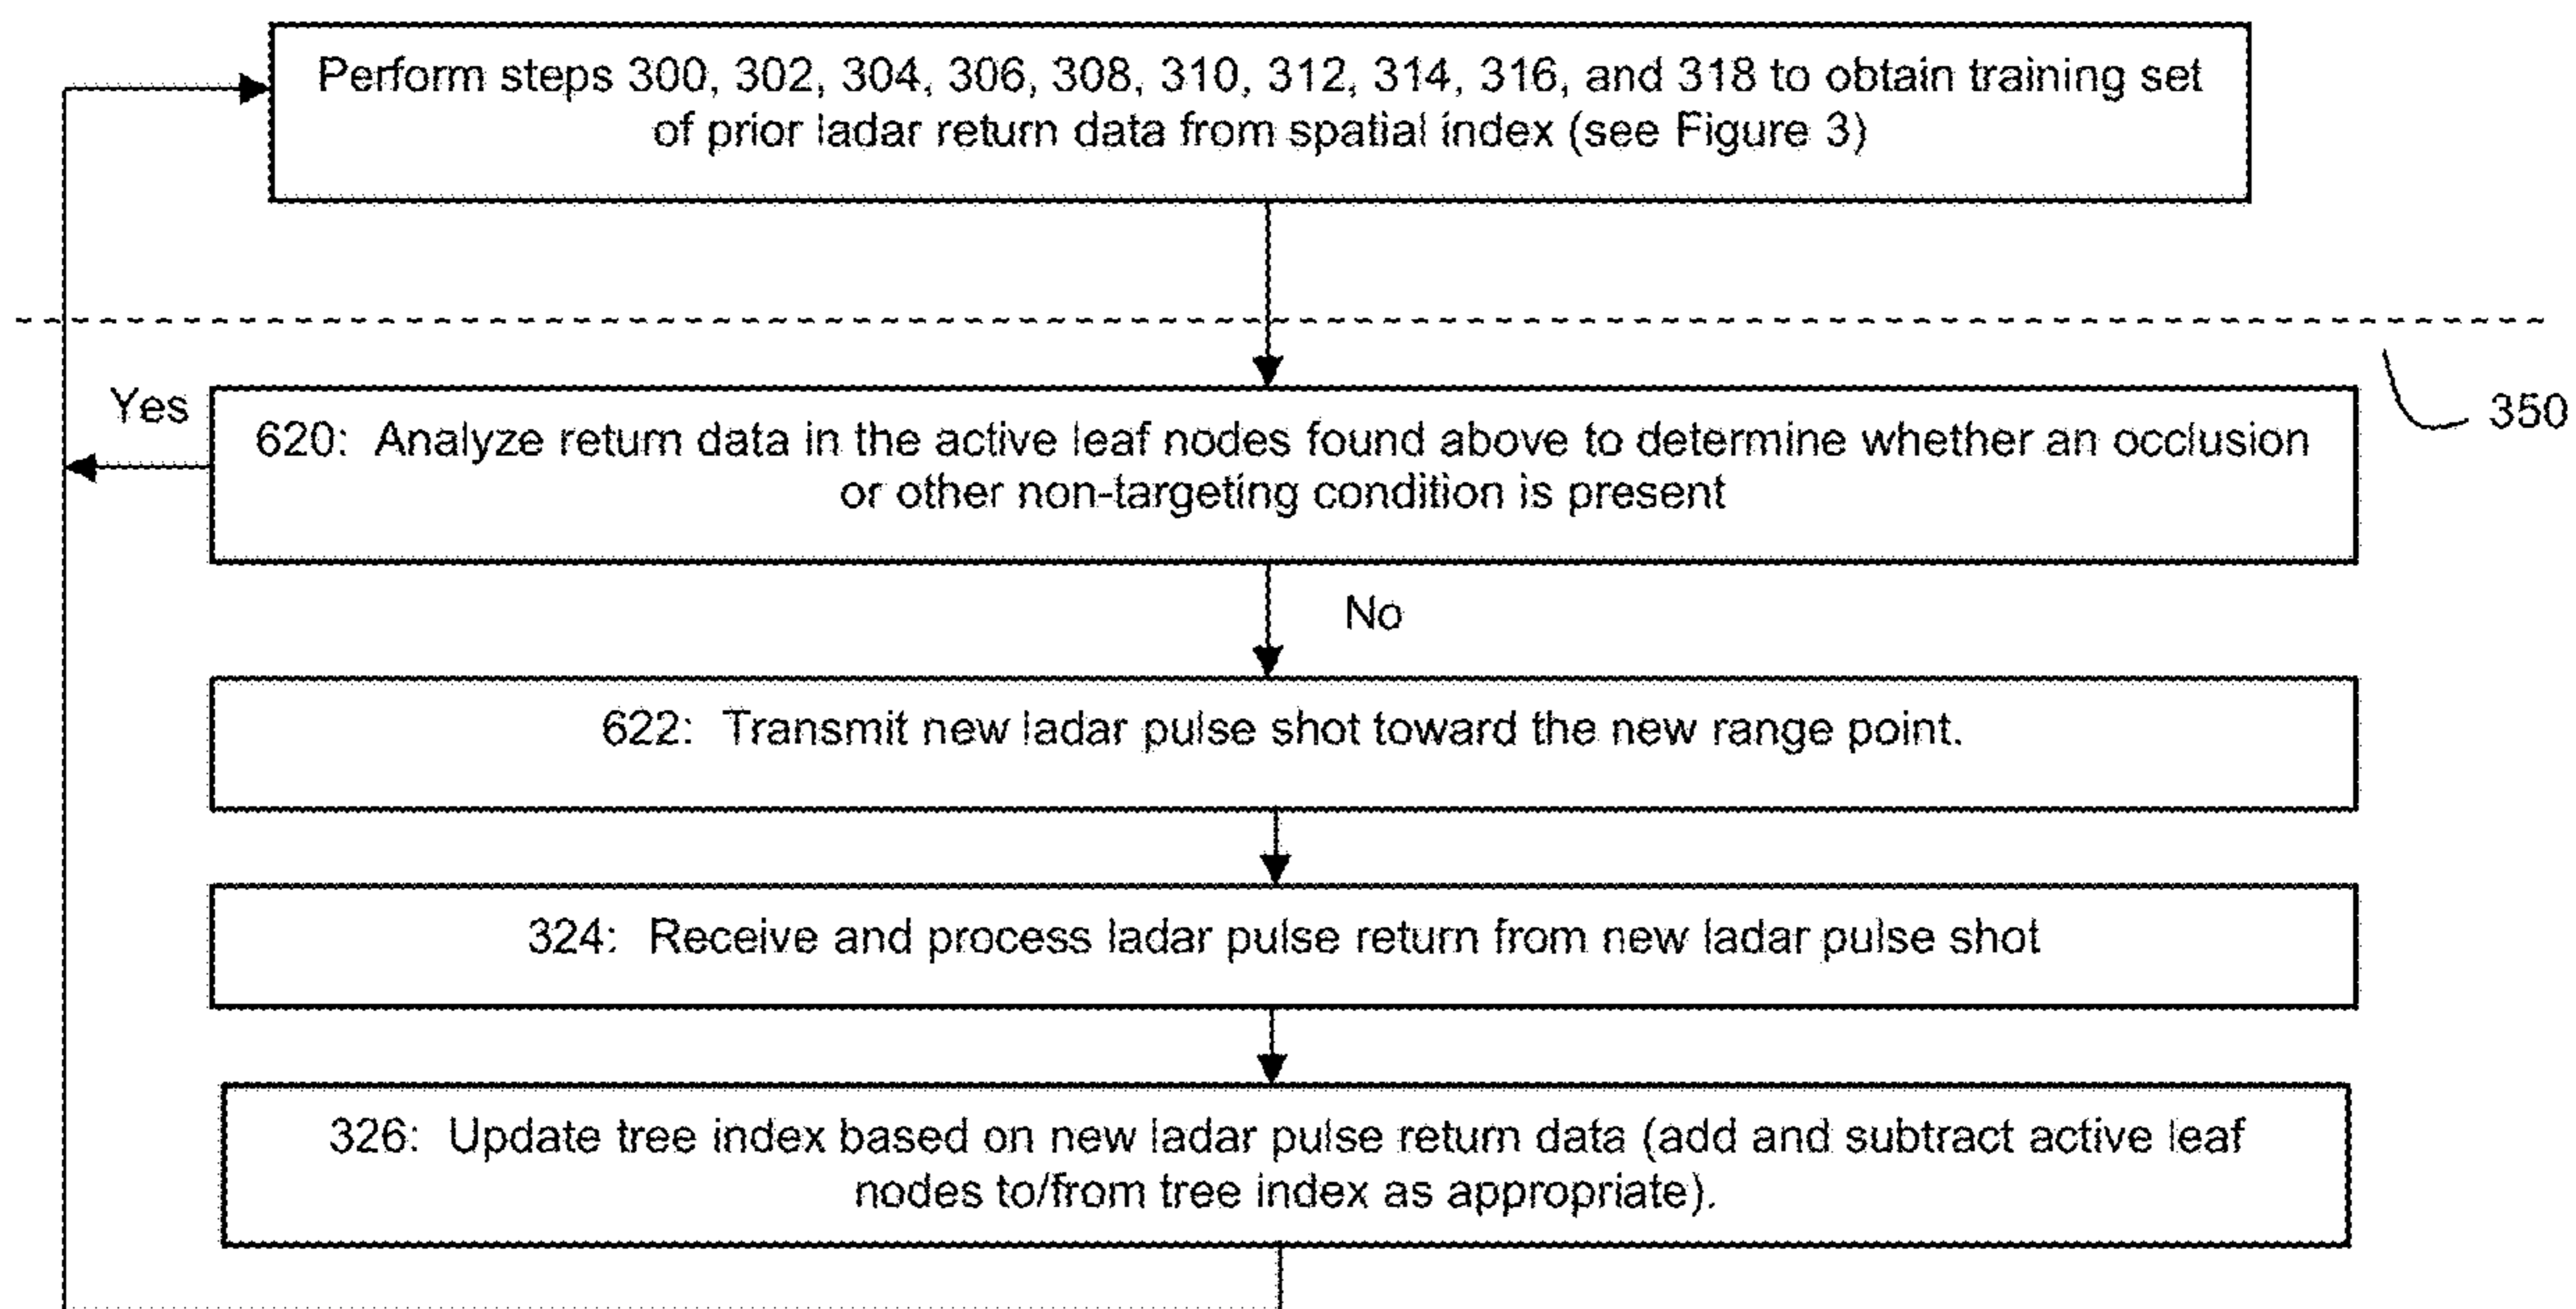 Perform steps 300, 302, 304, 306, 308, 310, 312, 314, 316, and 318 to obtain training set
of prior ladar return data from spatial index (see Figure 3)
Yes
350
620: Analyze return data in the active leaf nodes found above to determine whether an occlusion
or other non-targeting condition is present
No
622: Transmit new ladar pulse shot toward the new range point.
324: Receive and process ladar pulse return from new ladar pulse shot
326: Update tree index based on new ladar pulse return data (add and subtract active leaf
nodes to/from tree index as appropriate).